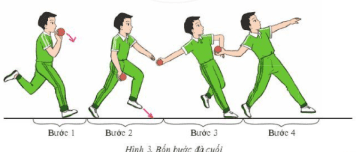 Bước 1 Bước 2 Bước 3 Bước 4
Hình 3. Bốn bước đà cuối